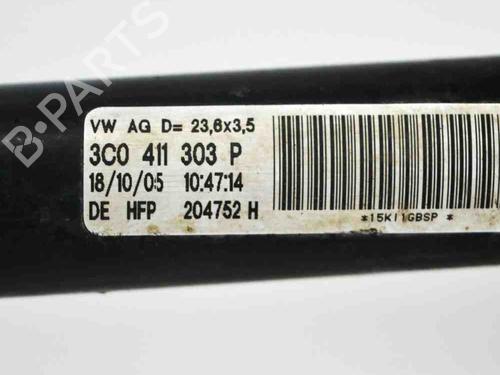 B-PARTS
VW AG D= 23,6x3,5
3C0 411 303 P
18/10/05 10:47:14
DE HFP 204752 H
*15K11GBSP *
B-PARTS